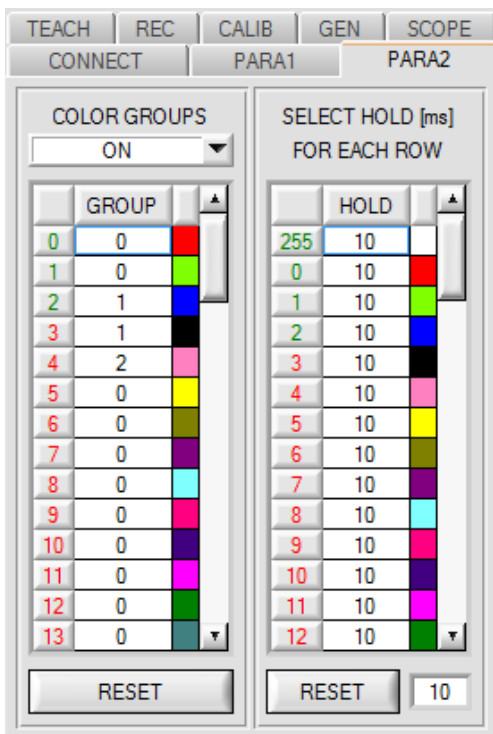 TEACH REC CALIB GEN SCOPE
CONNECT PARA1 PARA2
COLOR GROUPS
ON
GROUP
0 0
1 0
2 1
3 1
4 2
5 0
6 0
7 0
8 0
9 0
10 0
11 0
12 0
13 0
RESET
SELECT HOLD [ms]
FOR EACH ROW
HOLD
255 10
0 10
1 10
2 10
3 10
4 10
5 10
6 10
7 10
8 10
9 10
10 10
11 10
12 10
RESET 10